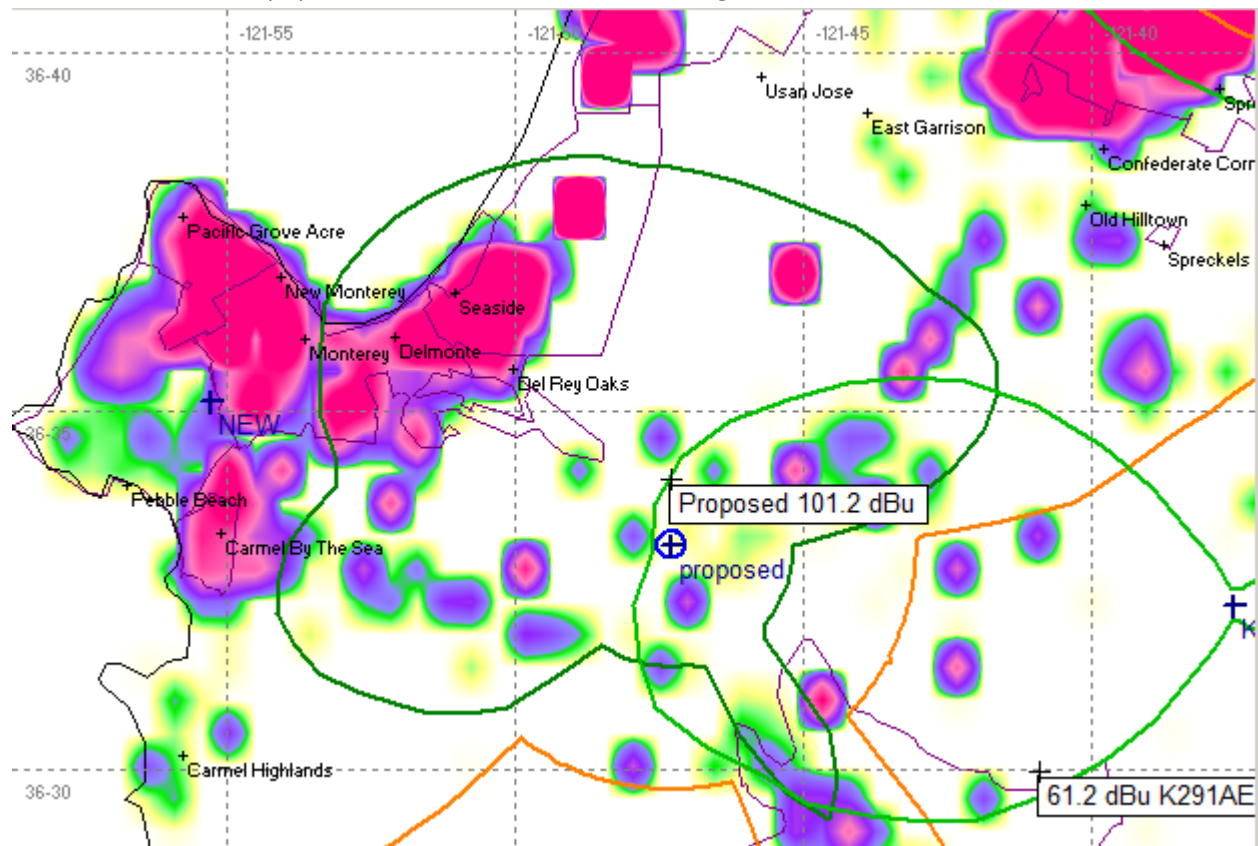 -121-55
-121-50
-121-45
-121-40
36-40
Usan Jose
East Garrison
Confederate Corr
Old Hilltown
Spreckels
Pacific Grove Acre
New Monterey
Seaside
Monterey
Delmonte
Del Rey Oaks
NEW
36-35
Pebble Beach
Proposed 101.2 dBu
Carmel By The Sea
proposed
Carmel Highlands
36-30
61.2 dBu K291AE